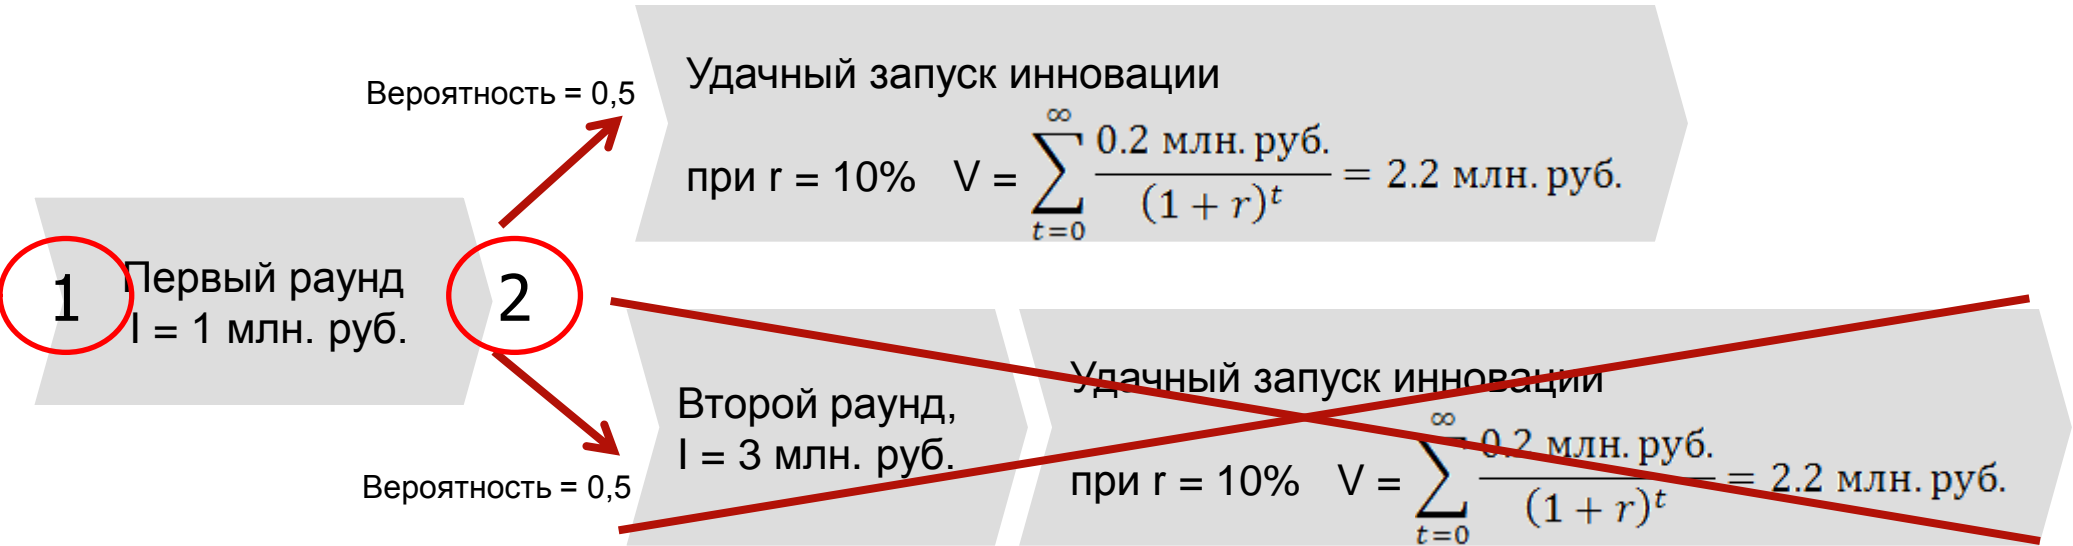 Вероятность = 0,5
Удачный запуск инновации
при r = 10% V = ∑_{t=0}^{∞} 0.2 млн. руб. / (1 + r)^t = 2.2 млн. руб.
1
Первый раунд
I = 1 млн. руб.
2
Вероятность = 0,5
Второй раунд,
I = 3 млн. руб.
Удачный запуск инновации
при r = 10% V = ∑_{t=0}^{∞} 0.2 млн. руб. / (1 + r)^t = 2.2 млн. руб.